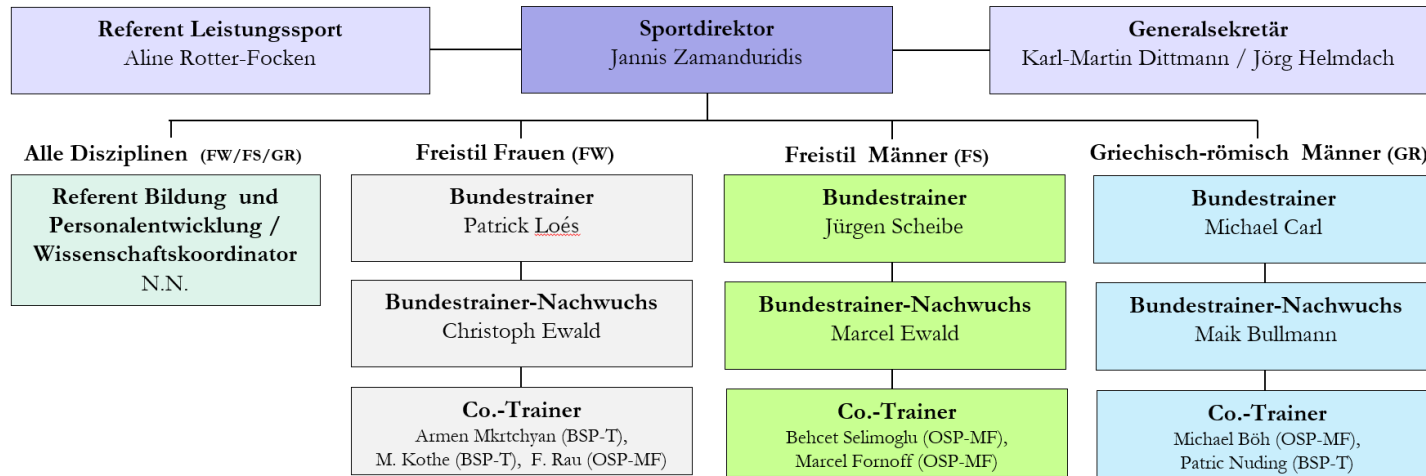 Referent Leistungssport
Aline Rotter-Focken
Sportdirektor
Jannis Zamanduridis
Generalsekretär
Karl-Martin Dittmann / Jörg Helmdach
Alle Disziplinen (FW/FS/GR)
Referent Bildung und
Personalentwicklung /
Wissenschaftskoordinator
N.N.
Freistil Frauen (FW)
Bundestrainer
Patrick Loés
Bundestrainer-Nachwuchs
Christoph Ewald
Co.-Trainer
Armen Mkrtchyan (BSP-T),
M. Kothe (BSP-T), F. Rau (OSP-MF)
Freistil Männer (FS)
Bundestrainer
Jürgen Scheibe
Bundestrainer-Nachwuchs
Marcel Ewald
Co.-Trainer
Behcet Selimoglu (OSP-MF),
Marcel Fornoff (OSP-MF)
Griechisch-römisch Männer (GR)
Bundestrainer
Michael Carl
Bundestrainer-Nachwuchs
Maik Bullmann
Co.-Trainer
Michael Böh (OSP-MF),
Patric Nuding (BSP-T)